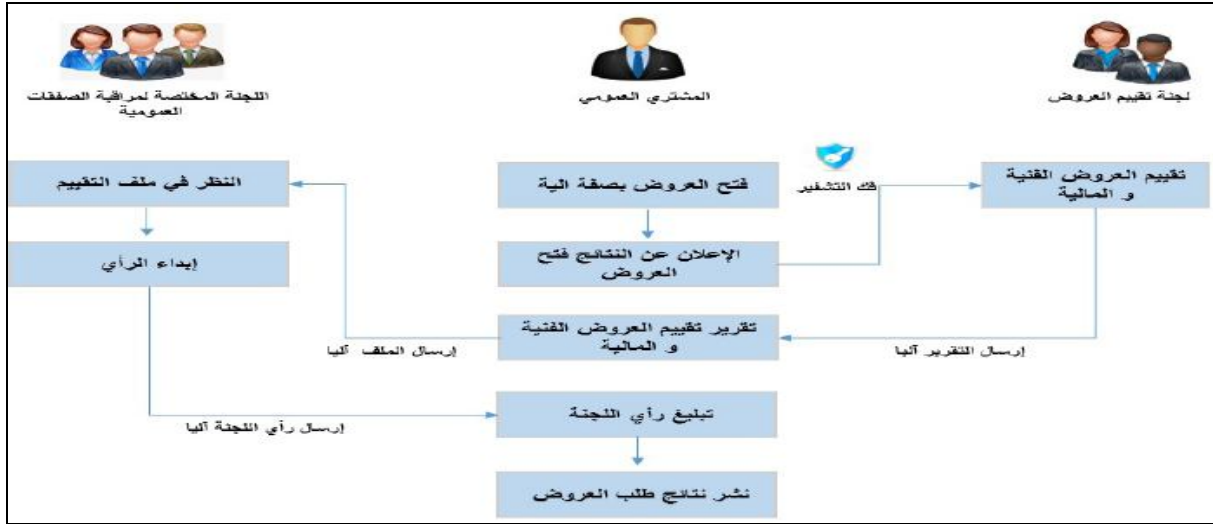 لجنة تقييم العروض
المشتري العمومي
اللجنة المختصة لمراقبة الصفقات
العمومية
فتح العروض بصفة الية
فك التشفير
تقييم العروض الفنية
و المالية
النظر في ملف التقييم
الإعلان عن النتائج فتح
العروض
إبداء الرأي
تقرير تقييم العروض الفنية
و المالية
إرسال التقرير آليا
إرسال الملف آليا
تبليغ رأي اللجنة
إرسال رأي اللجنة آليا
نشر نتائج طلب العروض